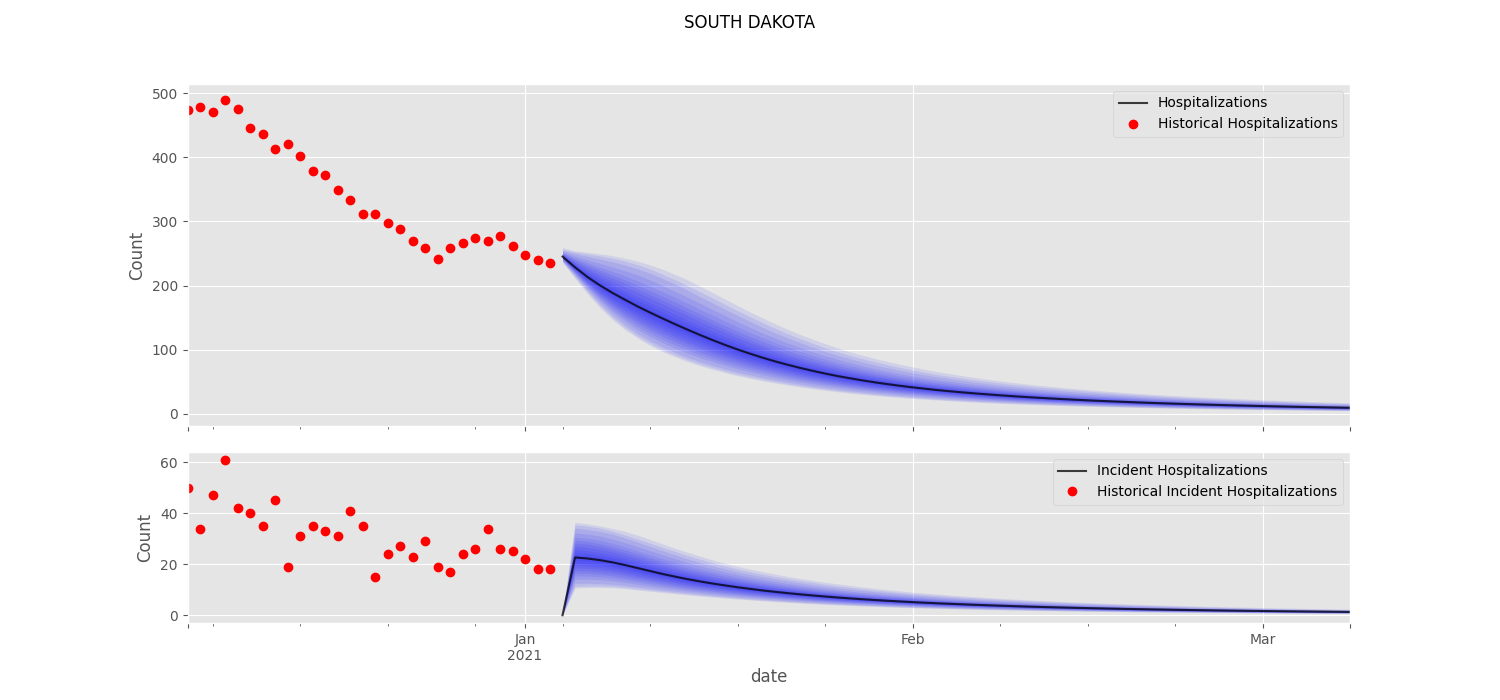 SOUTH DAKOTA
500
400
300
200
100
0
Count
Hospitalizations
Historical Hospitalizations
60
40
20
0
Count
Incident Hospitalizations
Historical Incident Hospitalizations
Jan
2021
Feb
Mar
date